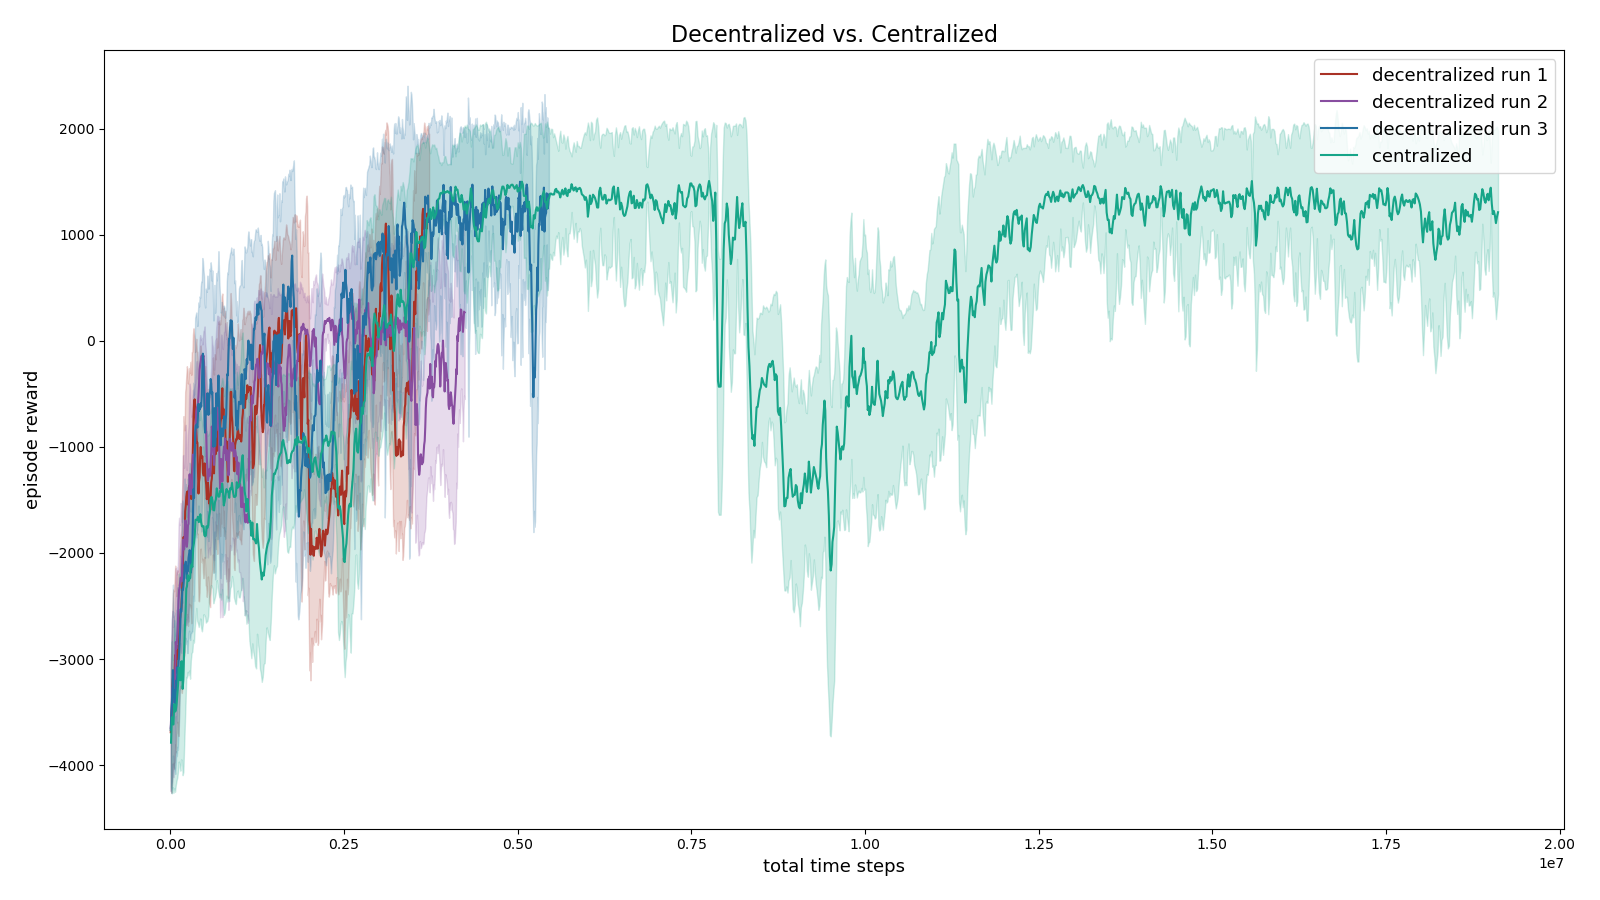 Decentralized vs. Centralized
decentralized run 1
decentralized run 2
decentralized run 3
centralized
episode reward
2000
1000
0
−1000
−2000
−3000
−4000
0.00 0.25 0.50 0.75 1.00 1.25 1.50 1.75 2.00
1e7
total time steps